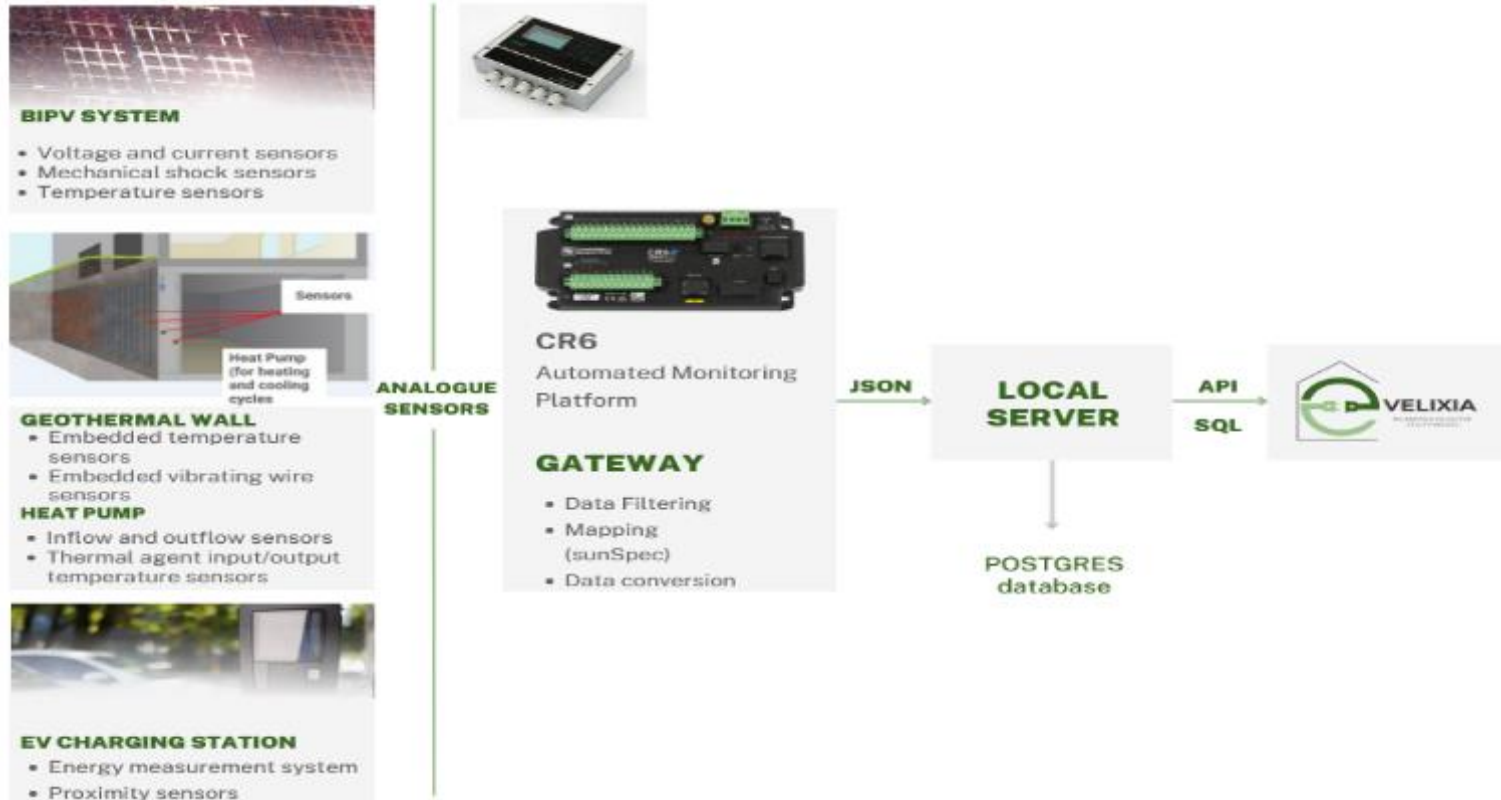 BIPV SYSTEM
• Voltage and current sensors
• Mechanical shock sensors
• Temperature sensors
Sensors
Heat Pump
(for heating
and cooling
cycles
GEOTHERMAL WALL
• Embedded temperature
sensors
• Embedded vibrating wire
sensors
HEAT PUMP
• Inflow and outflow sensors
• Thermal agent input/output
temperature sensors
EV CHARGING STATION
• Energy measurement system
• Proximity sensors
ANALOGUE
SENSORS
CR6
CR6
Automated Monitoring
Platform
GATEWAY
• Data Filtering
• Mapping
(sunSpec)
• Data conversion
JSON
LOCAL
SERVER
POSTGRES
database
API
SQL
VELIXIA